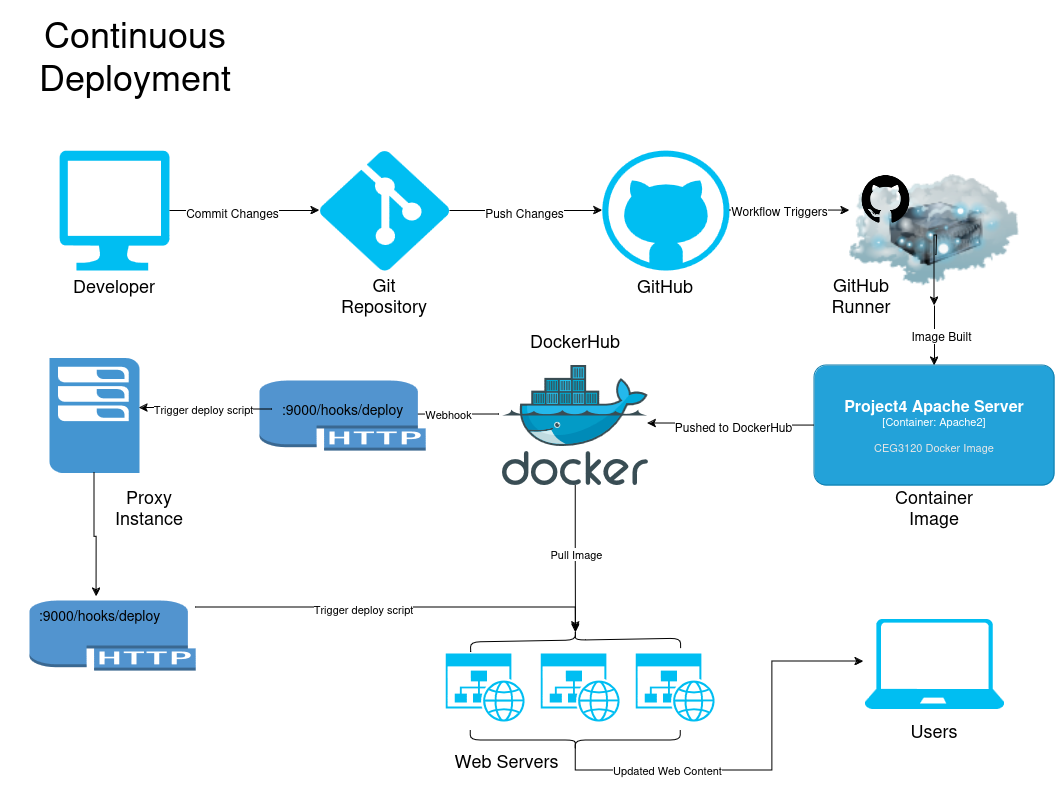 Continuous
Deployment
Commit Changes
Push Changes
Workflow Triggers
Developer
Git
Repository
GitHub
GitHub
Runner
Image Built
DockerHub
:9000/hooks/deploy
HTTP
Trigger deploy script
Webhook
docker
Pushed to DockerHub
Project4 Apache Server
[Container: Apache2]
CEG3120 Docker Image
Proxy
Instance
Container
Image
Pull Image
:9000/hooks/deploy
HTTP
Trigger deploy script
Web Servers
Updated Web Content
Users